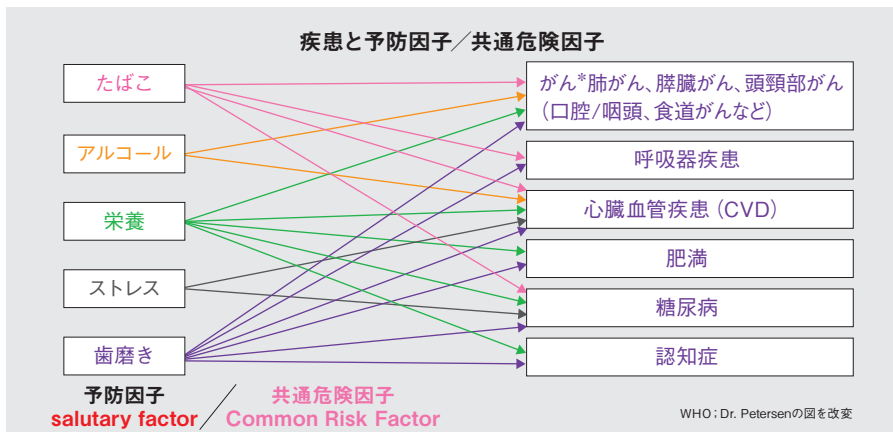 疾患と予防因子／共通危険因子
たばこ
アルコール
栄養
ストレス
歯磨き
がん*肺がん、膵臓がん、頭頸部がん
（口腔/咽頭、食道がんなど）
呼吸器疾患
心臓血管疾患（CVD）
肥満
糖尿病
認知症
予防因子
salutary factor
／
共通危険因子
Common Risk Factor
WHO；Dr. Petersenの図を改変